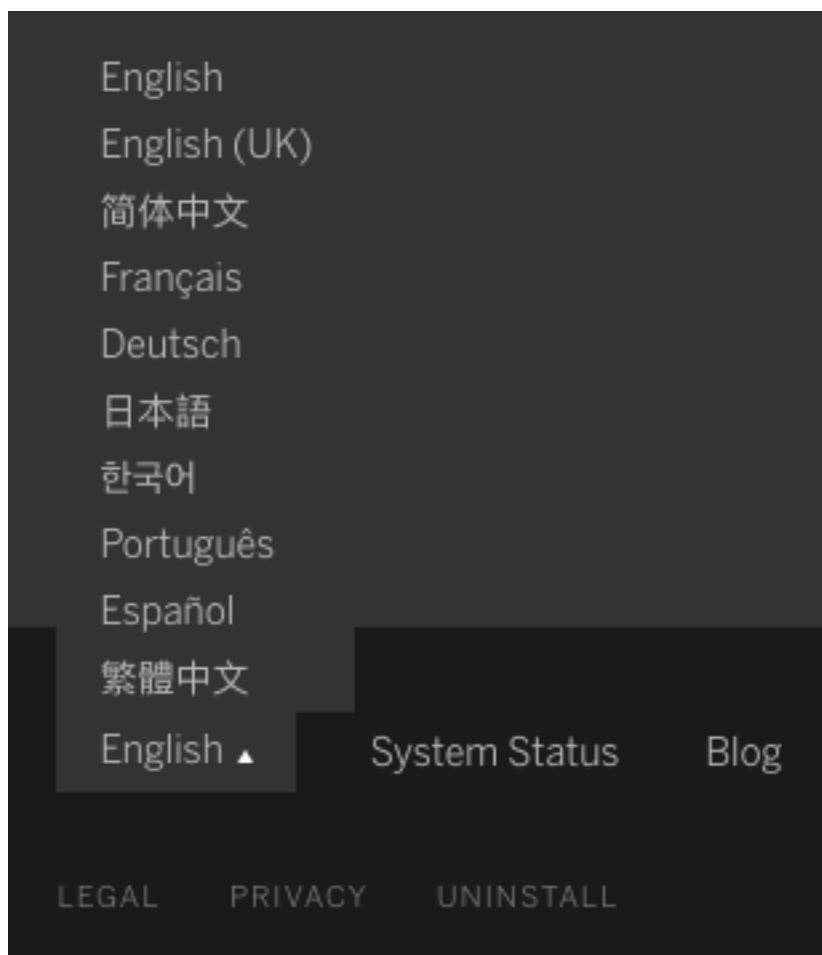 English
English (UK)
简体中文
Français
Deutsch
日本語
한국어
Português
Español
繁體中文
English ▲ System Status Blog
LEGAL PRIVACY UNINSTALL